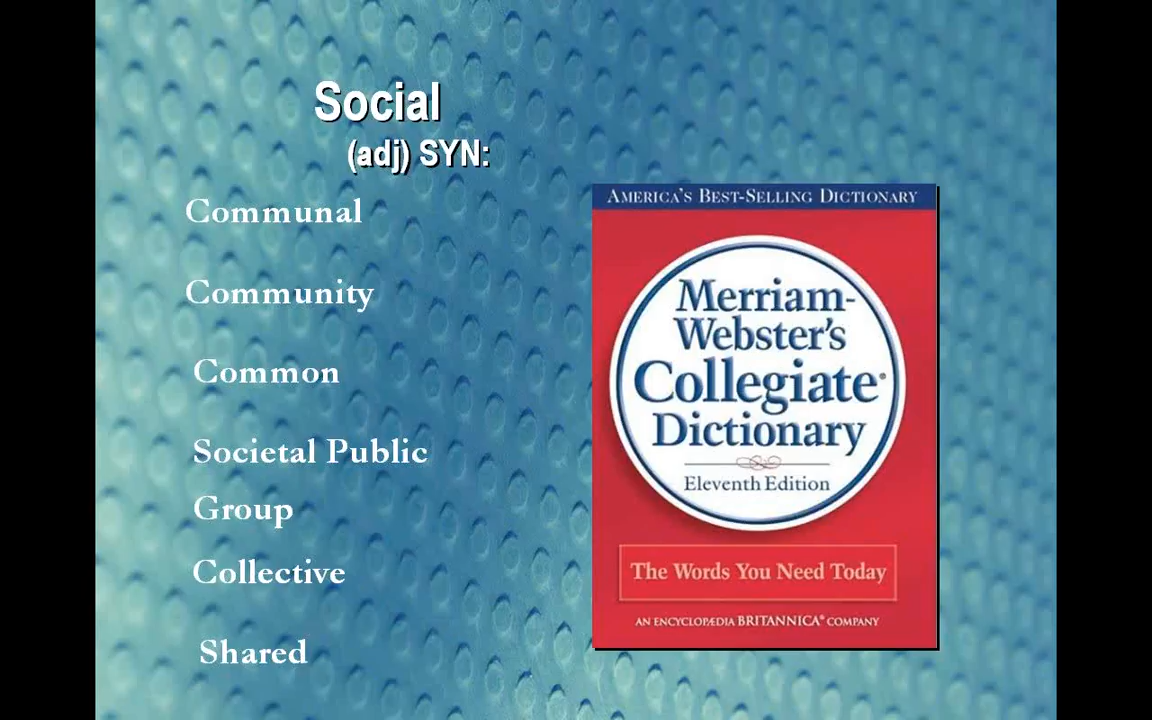 Social
(adj) SYN:
Communal
Community
Common
Societal Public
Group
Collective
Shared
AMERICA'S BEST-SELLING DICTIONARY
Merriam-
Webster's
Collegiate®
Dictionary
Eleventh Edition
The Words You Need Today
AN ENCYCLOPÆDIA BRITANNICA® COMPANY